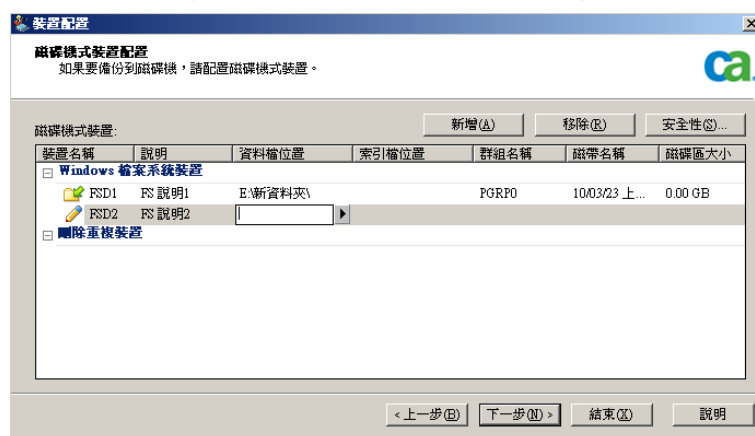 裝置配置
磁碟機式裝置配置
如果要備份到磁碟機，請配置磁碟機式裝置。
ca
磁碟機式裝置:
新增(A) 移除(R) 安全性(S)...
裝置名稱 說明 資料檔位置 索引檔位置 群組名稱 磁帶名稱 磁碟區大小
Windows 檔案系統裝置
FSD1 FS 說明1 E:\新資料夾\ PGRP0 10/03/23 上... 0.00 GB
FSD2 FS 說明2
刪除重複裝置
<上一步(B) 下一步(N)> 結束(X) 說明